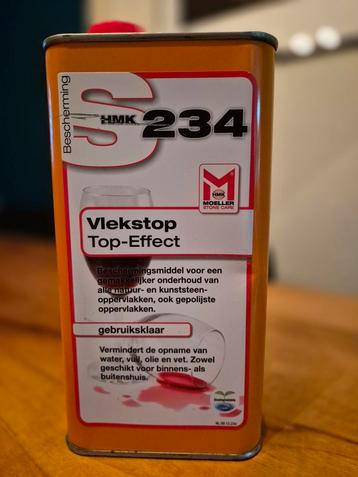 Bescherming
S HMK 234
M
HMK
MOELLER
STONE CARE
Vlekstop
Top-Effect
Beschermingsmiddel voor een
gemakkelijker onderhoud van
alle natuur- en kunststeen-
oppervlakken, ook gepolijste
oppervlakken.
gebruiksklaar
Vermindert de opname van
water, vuil, olie en vet. Zowel
geschikt voor binnens- als
buitenshuis.